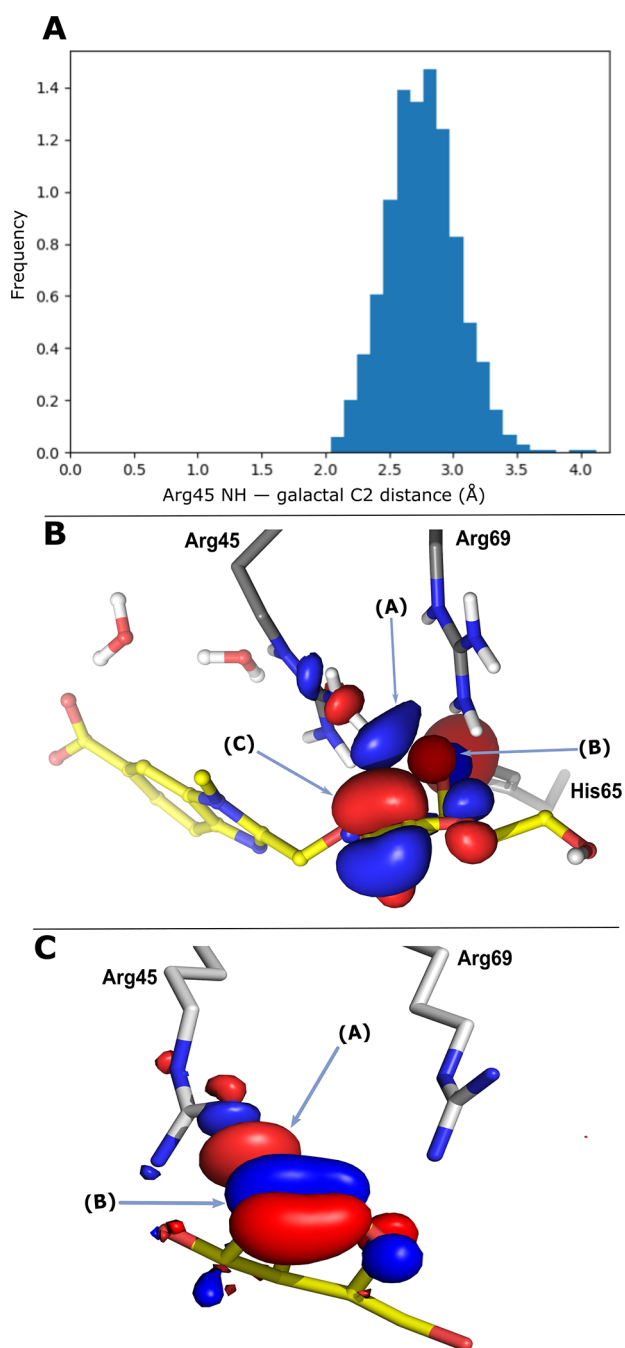 A
1.4
1.2
1.0
0.8
0.6
0.4
0.2
0.0
Frequency
0.0 0.5 1.0 1.5 2.0 2.5 3.0 3.5 4.0
Arg45 NH — galactal C2 distance (Å)
B
Arg45
Arg69
(A)
(C)
(B)
His65
C
Arg45
Arg69
(A)
(B)